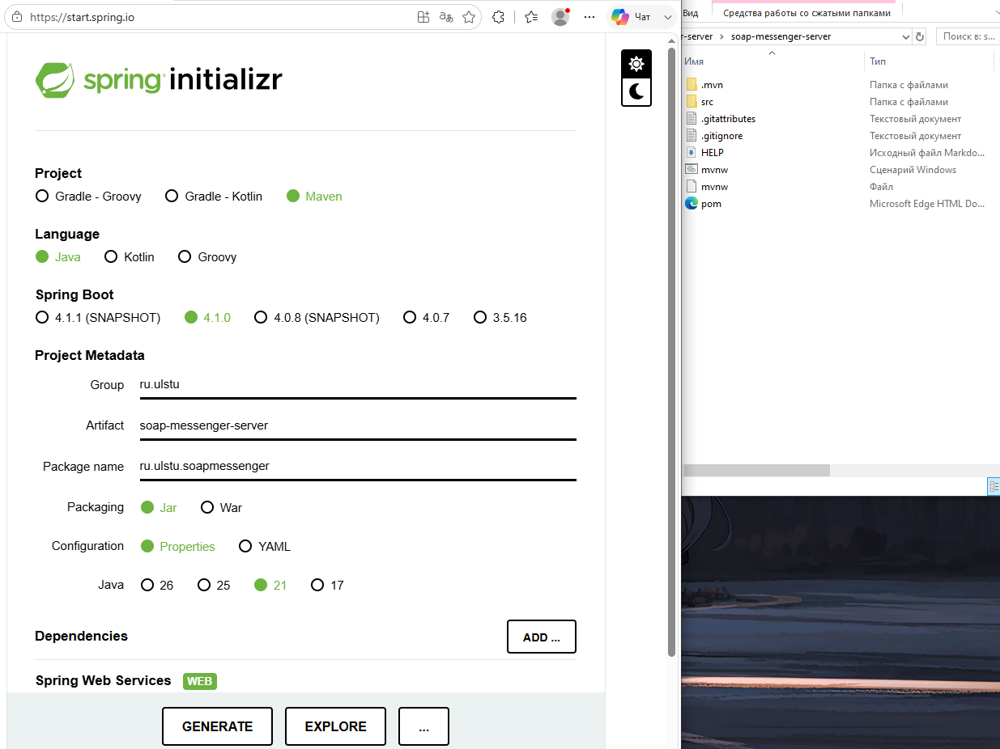 https://start.spring.io
Чат
spring initializr
Project
Gradle - Groovy Gradle - Kotlin Maven
Language
Java Kotlin Groovy
Spring Boot
4.1.1 (SNAPSHOT) 4.1.0 4.0.8 (SNAPSHOT) 4.0.7 3.5.16
Project Metadata
Group ru.ulstu
Artifact soap-messenger-server
Package name ru.ulstu.soapmessenger
Packaging Jar War
Configuration Properties YAML
Java 26 25 21 17
Dependencies ADD ...
Spring Web Services WEB
GENERATE EXPLORE ...
Вид Средства работы со сжатыми папками
r-server › soap-messenger-server Поиск в: s...
Имя Тип
.mvn Папка с файлами
src Папка с файлами
.gitattributes Текстовый документ
.gitignore Текстовый документ
HELP Исходный файл Markdo...
mvnw Сценарий Windows
mvnw Файл
pom Microsoft Edge HTML Do...